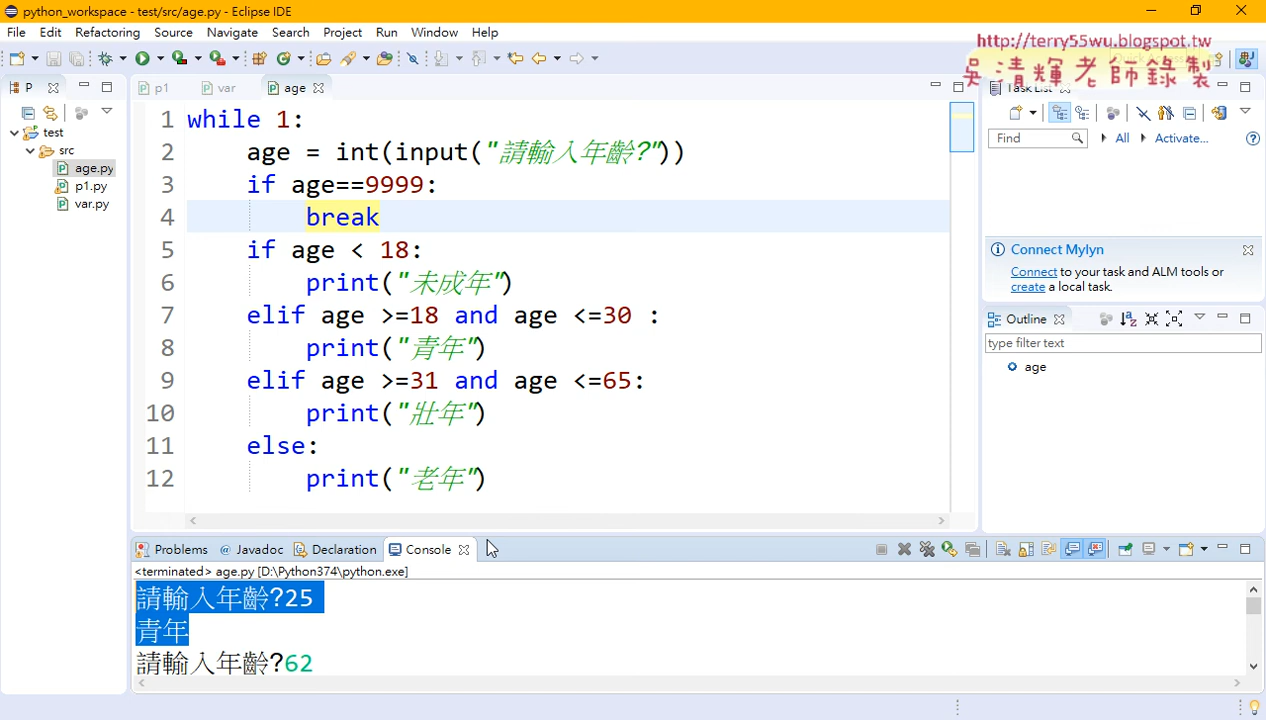 python_workspace - test/src/age.py - Eclipse IDE
File Edit Refactoring Source Navigate Search Project Run Window Help
http://terry55wu.blogspot.tw
吳清輝老師錄製
P
p1 var age
Task List
test
src
age.py
p1.py
var.py
1 while 1:
2 age = int(input("請輸入年齡?"))
3 if age==9999:
4 break
5 if age < 18:
6 print("未成年")
7 elif age >=18 and age <=30 :
8 print("青年")
9 elif age >=31 and age <=65:
10 print("壯年")
11 else:
12 print("老年")
Find All Activate...
Connect Mylyn
Connect to your task and ALM tools or
create a local task.
Outline
type filter text
age
Problems Javadoc Declaration Console
<terminated> age.py [D:\Python374\python.exe]
請輸入年齡?25
青年
請輸入年齡?62